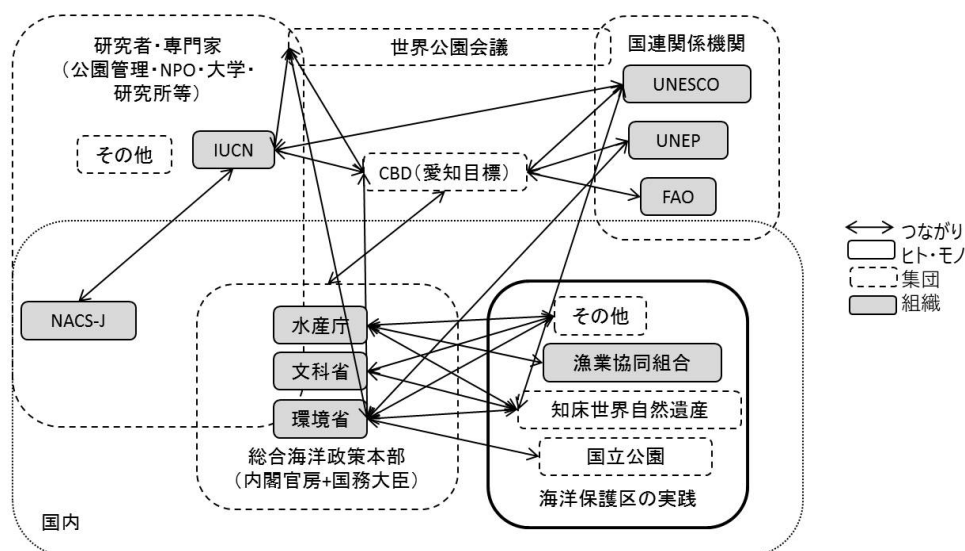 研究者・専門家
（公園管理・NPO・大学・
研究所等）
世界公園会議
国連関係機関
UNESCO
その他
IUCN
UNEP
CBD（愛知目標）
FAO
つながり
ヒト・モノ
集団
組織
NACS-J
水産庁
文科省
環境省
総合海洋政策本部
（内閣官房+国務大臣）
その他
漁業協同組合
知床世界自然遺産
国立公園
海洋保護区の実践
国内